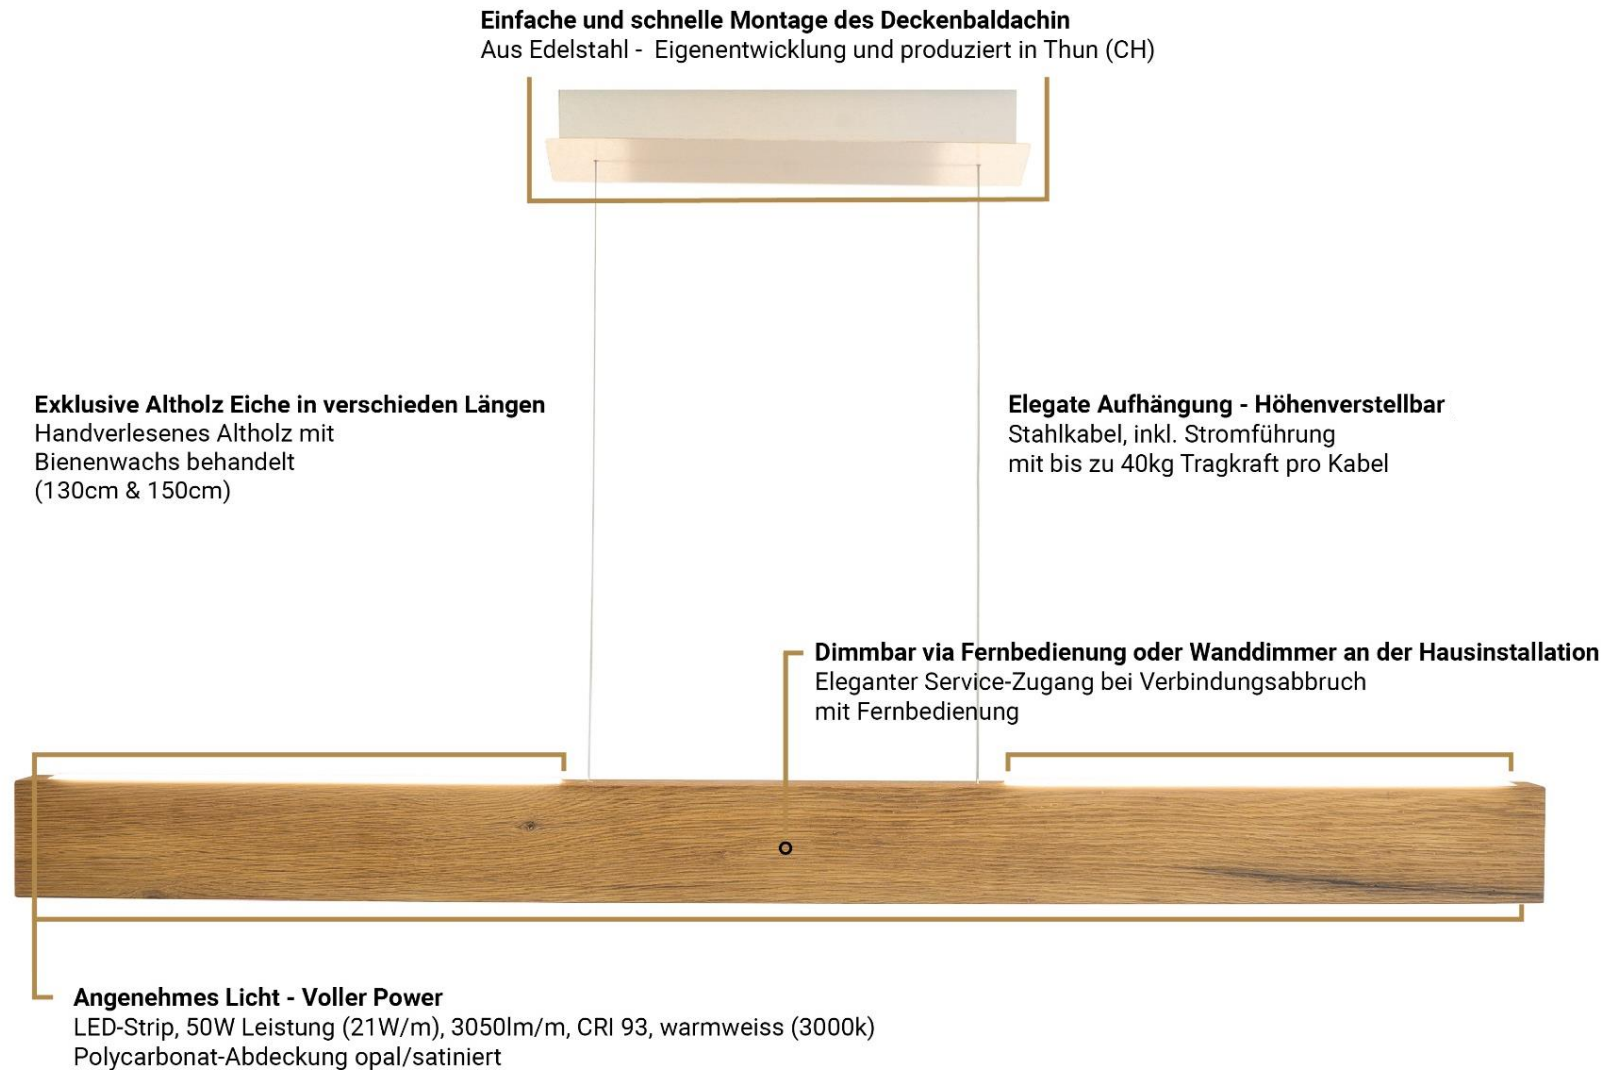 Einfache und schnelle Montage des Deckenbaldachin
Aus Edelstahl - Eigenentwicklung und produziert in Thun (CH)
Exklusive Altholz Eiche in verschieden Längen
Handverlesenes Altholz mit
Bienenwachs behandelt
(130cm & 150cm)
Elegate Aufhängung - Höhenverstellbar
Stahlkabel, inkl. Stromführung
mit bis zu 40kg Tragkraft pro Kabel
Dimmbar via Fernbedienung oder Wanddimmer an der Hausinstallation
Eleganter Service-Zugang bei Verbindungsabbruch
mit Fernbedienung
Angenehmes Licht - Voller Power
LED-Strip, 50W Leistung (21W/m), 3050lm/m, CRI 93, warmweiss (3000k)
Polycarbonat-Abdeckung opal/satiniert